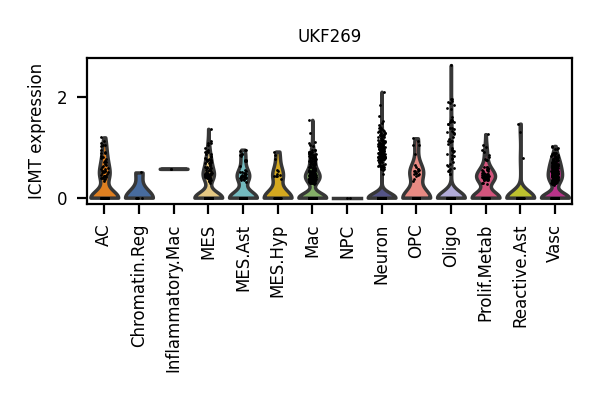 UKF269
ICMT expression
2
0
AC
Chromatin.Reg
Inflammatory.Mac
MES
MES.Ast
MES.Hyp
Mac
NPC
Neuron
OPC
Oligo
Prolif.Metab
Reactive.Ast
Vasc